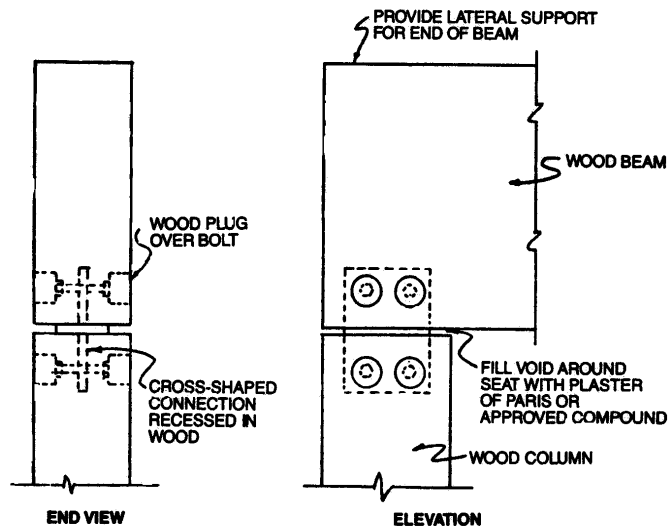 PROVIDE LATERAL SUPPORT
FOR END OF BEAM
WOOD BEAM
WOOD PLUG
OVER BOLT
CROSS-SHAPED
CONNECTION
RECESSED IN
WOOD
FILL VOID AROUND
SEAT WITH PLASTER
OF PARIS OR
APPROVED COMPOUND
WOOD COLUMN
END VIEW
ELEVATION